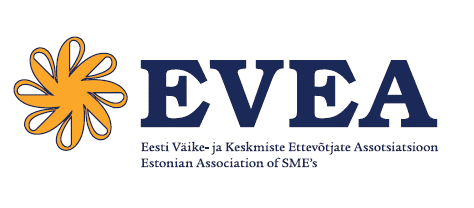 EVEA
Eesti Väike- ja Keskmiste Ettevõtjate Assotsiatsioon
Estonian Association of SME's